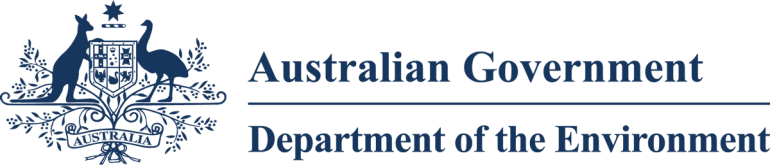 Australian Government
Department of the Environment
AUSTRALIA